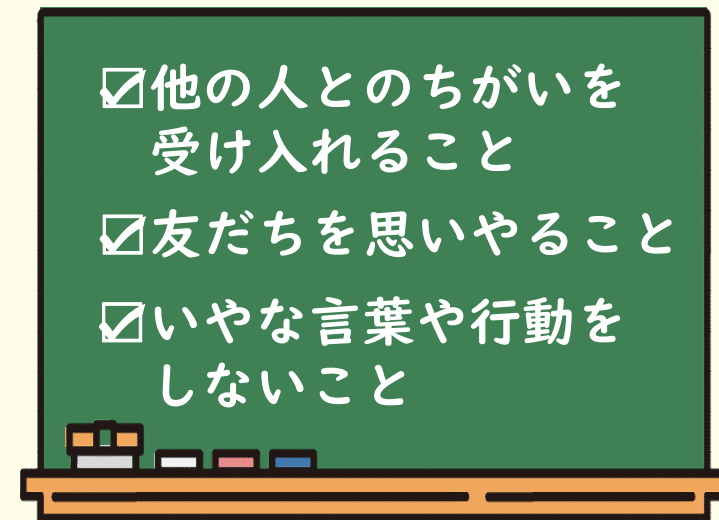 ☑他の人とのちがいを
受け入れること
☑友だちを思いやること
☑いやな言葉や行動を
しないこと